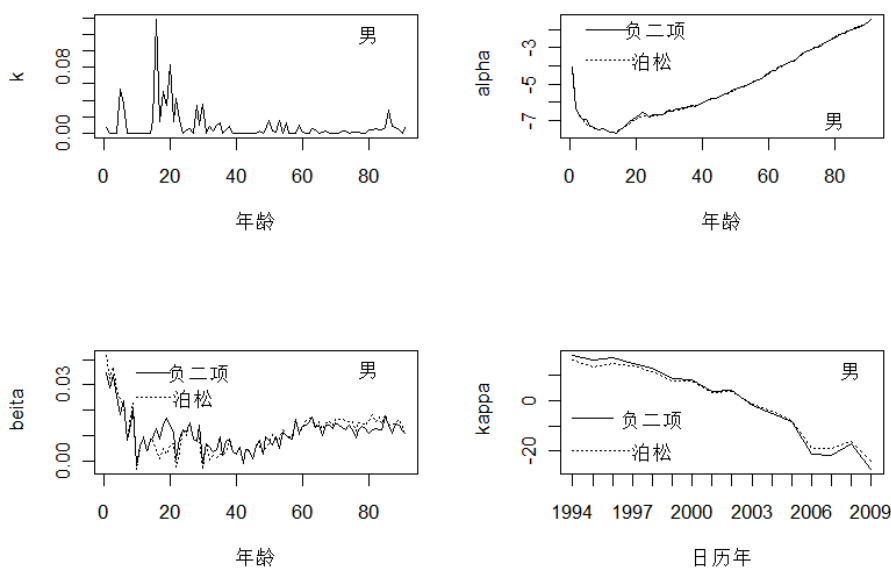 k
0.00 0.08
男
0 20 40 60 80
年龄
alpha
-7 -5 -3
负二项
泊松
男
0 20 40 60 80
年龄
beita
0.00 0.03
负二项
泊松
男
0 20 40 60 80
年龄
kappa
-20 0
男
负二项
泊松
1994 1997 2000 2003 2006 2009
日历年